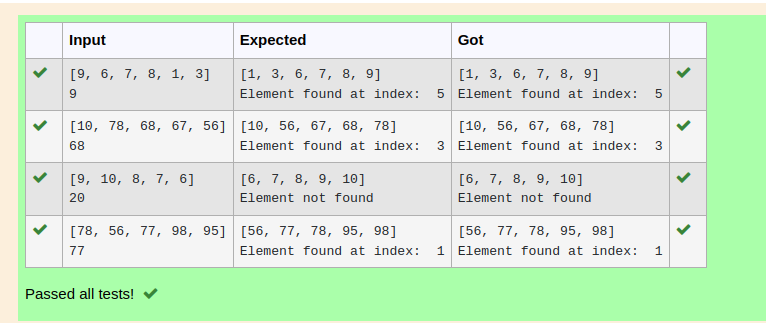 Input Expected Got
[9, 6, 7, 8, 1, 3] [1, 3, 6, 7, 8, 9] [1, 3, 6, 7, 8, 9]
9 Element found at index:  5 Element found at index:  5
[10, 78, 68, 67, 56] [10, 56, 67, 68, 78] [10, 56, 67, 68, 78]
68 Element found at index:  3 Element found at index:  3
[9, 10, 8, 7, 6] [6, 7, 8, 9, 10] [6, 7, 8, 9, 10]
20 Element not found Element not found
[78, 56, 77, 98, 95] [56, 77, 78, 95, 98] [56, 77, 78, 95, 98]
77 Element found at index:  1 Element found at index:  1
Passed all tests!